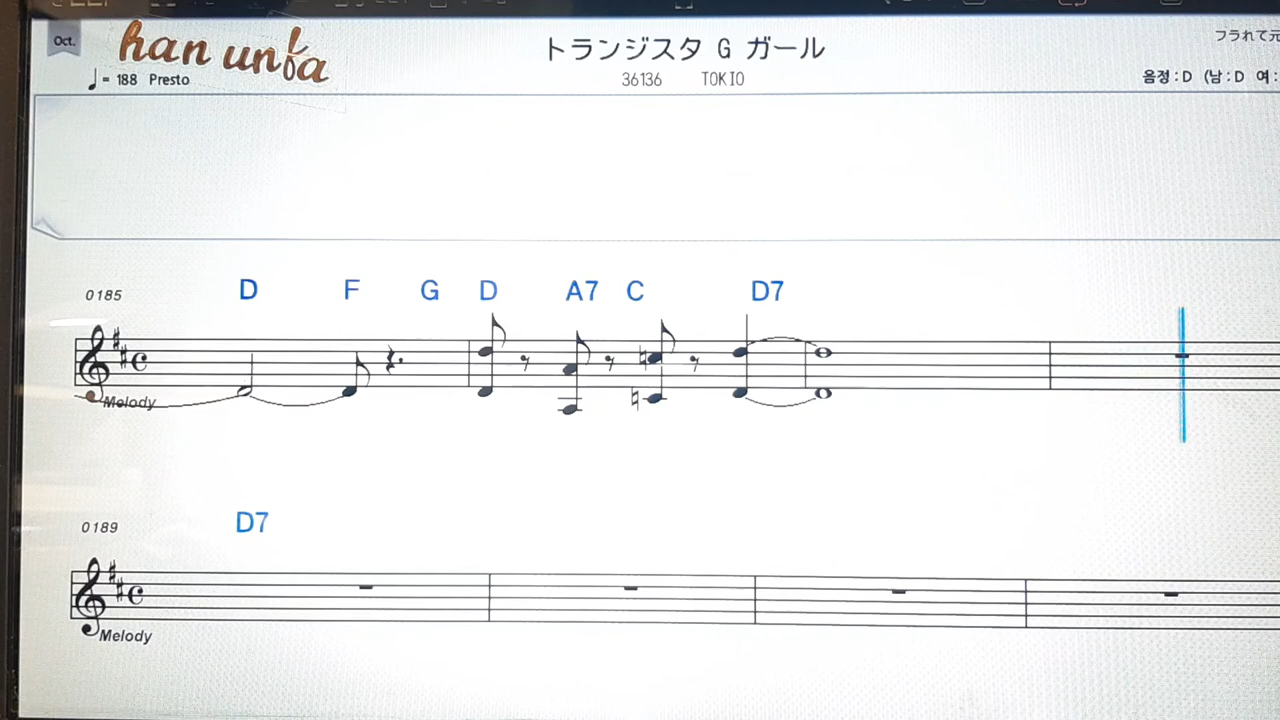 Oct.
han unfa
トランジスタ G ガール
フラれて元
= 188 Presto
36136 TOKIO
음정 : D (남 : D 여 :
0185
D F G D A7 C D7
Melody
0189
D7
Melody